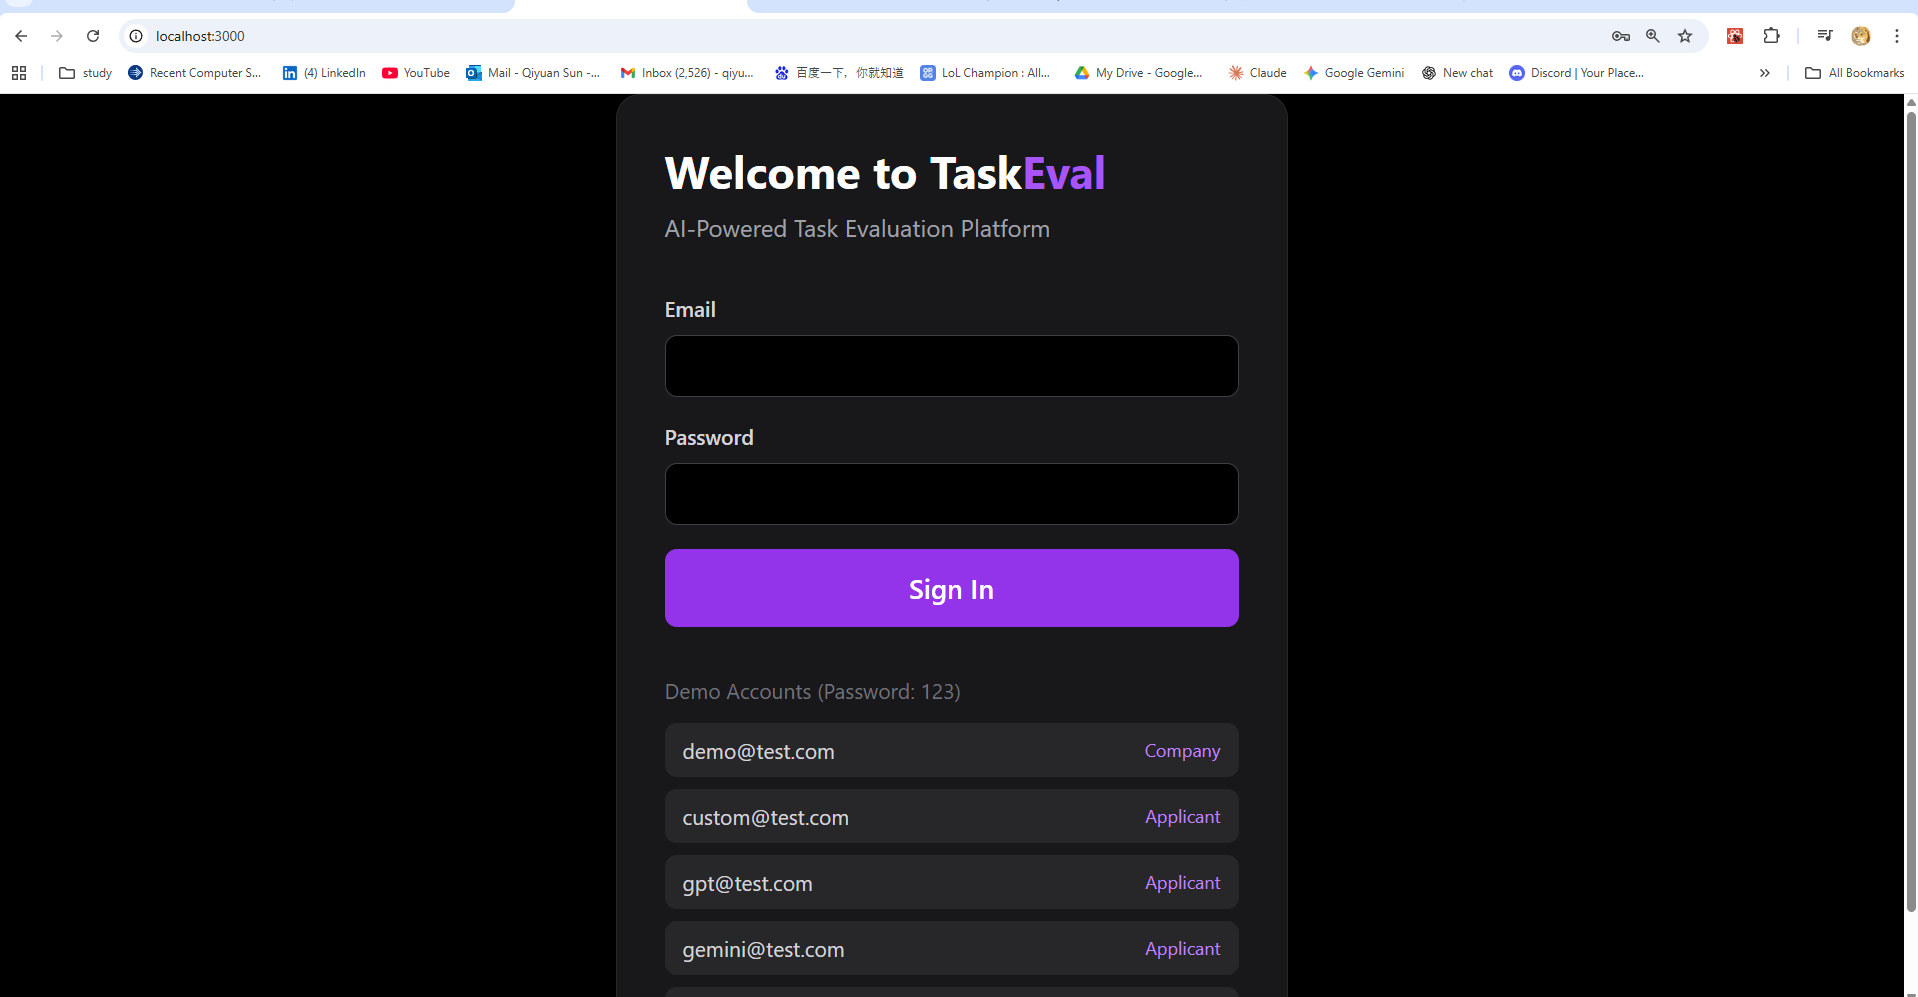 localhost:3000
study
Recent Computer S...
(4) LinkedIn
YouTube
Mail - Qiyuan Sun -...
Inbox (2,526) - qiyu...
百度一下，你就知道
LoL Champion : All...
My Drive - Google...
Claude
Google Gemini
New chat
Discord | Your Place...
All Bookmarks
Welcome to TaskEval
AI-Powered Task Evaluation Platform
Email
Password
Sign In
Demo Accounts (Password: 123)
demo@test.com Company
custom@test.com Applicant
gpt@test.com Applicant
gemini@test.com Applicant